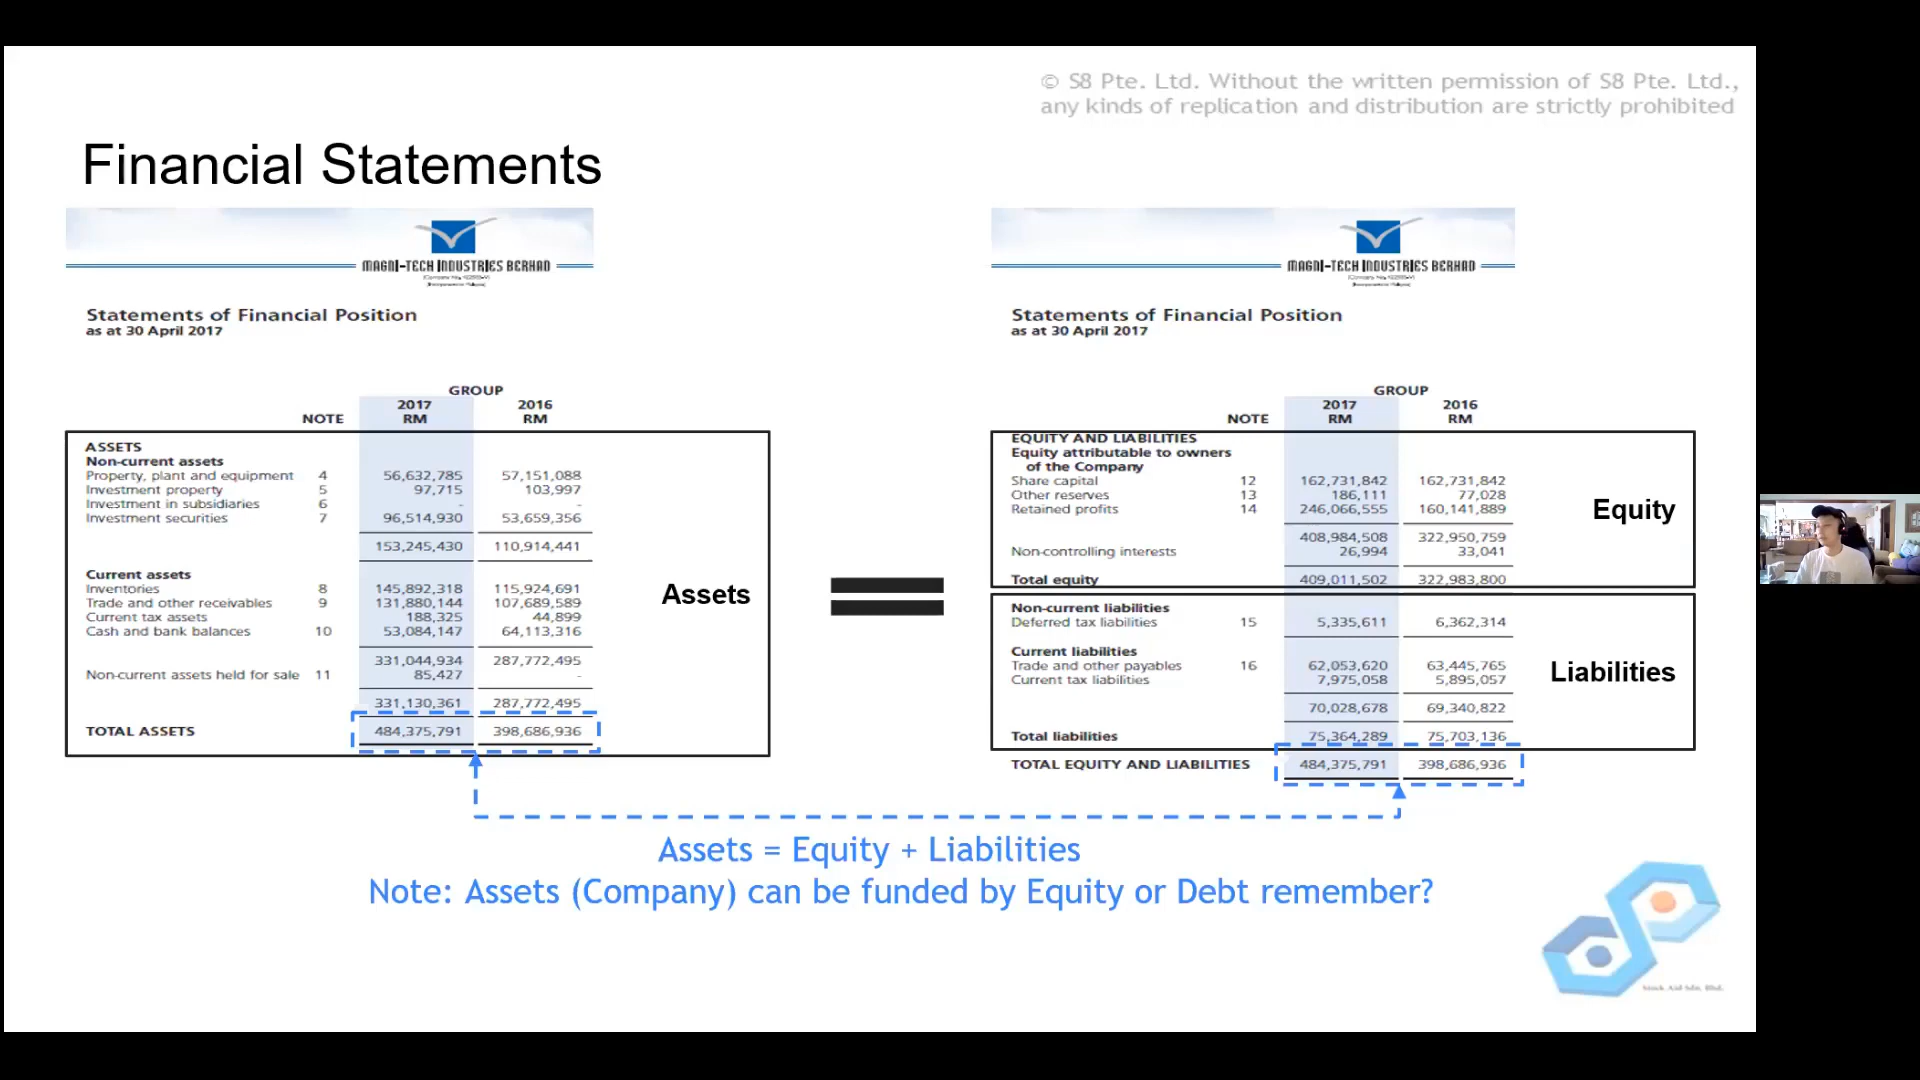 © S8 Pte. Ltd. Without the written permission of S8 Pte. Ltd.,
any kinds of replication and distribution are strictly prohibited
Financial Statements
MAGNI-TECH INDUSTRIES BERHAD
Statements of Financial Position
as at 30 April 2017
GROUP
2017 2016
NOTE RM RM
ASSETS
Non-current assets
Property, plant and equipment 4 56,632,785 57,151,088
Investment property 5 97,715 103,997
Investment in subsidiaries 6 - -
Investment securities 7 96,514,930 53,659,356
153,245,430 110,914,441
Current assets
Inventories 8 145,892,318 115,924,691
Trade and other receivables 9 131,880,144 107,689,589
Current tax assets 188,325 44,899
Cash and bank balances 10 53,084,147 64,113,316
331,044,934 287,772,495
Non-current assets held for sale 11 85,427 -
331,130,361 287,772,495
TOTAL ASSETS 484,375,791 398,686,936
Assets
MAGNI-TECH INDUSTRIES BERHAD
Statements of Financial Position
as at 30 April 2017
GROUP
2017 2016
NOTE RM RM
EQUITY AND LIABILITIES
Equity attributable to owners
of the Company
Share capital 12 162,731,842 162,731,842
Other reserves 13 186,111 77,028
Retained profits 14 246,066,555 160,141,889
408,984,508 322,950,759
Non-controlling interests 26,994 33,041
Total equity 409,011,502 322,983,800
Equity
Non-current liabilities
Deferred tax liabilities 15 5,335,611 6,362,314
Current liabilities
Trade and other payables 16 62,053,620 63,445,765
Current tax liabilities 7,975,058 5,895,057
70,028,678 69,340,822
Total liabilities 75,364,289 75,703,136
Liabilities
TOTAL EQUITY AND LIABILITIES 484,375,791 398,686,936
Assets = Equity + Liabilities
Note: Assets (Company) can be funded by Equity or Debt remember?
Stock Aid Sdn. Bhd.